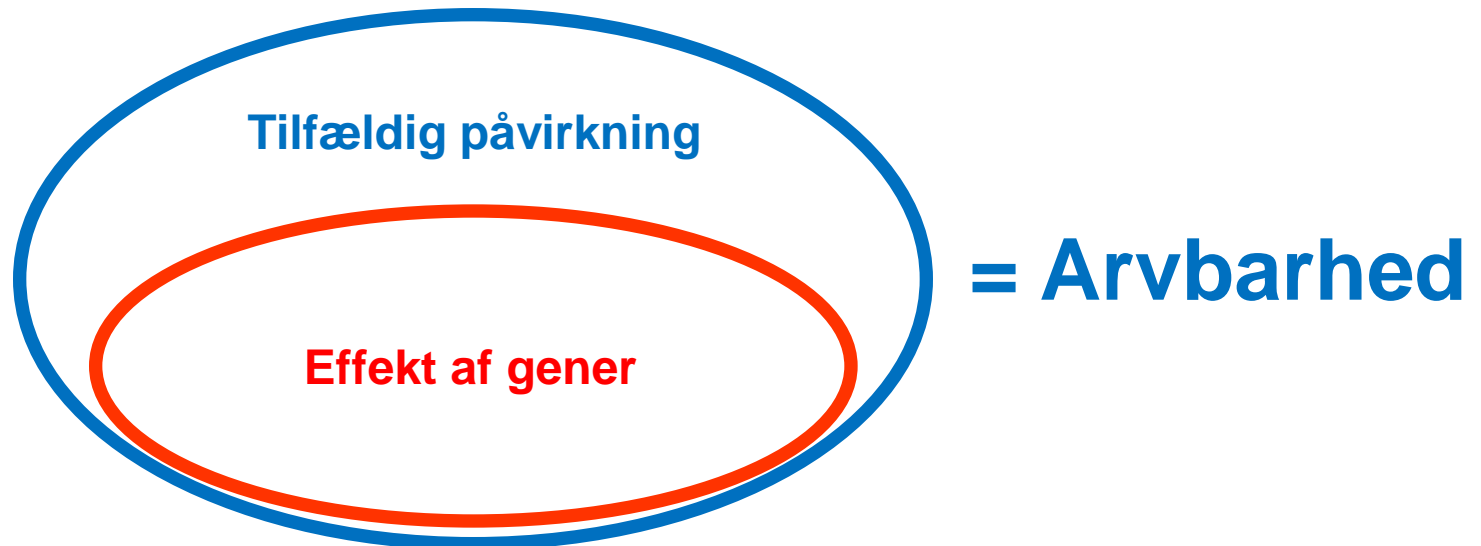 Tilfældig påvirkning
= Arvbarhed
Effekt af gener